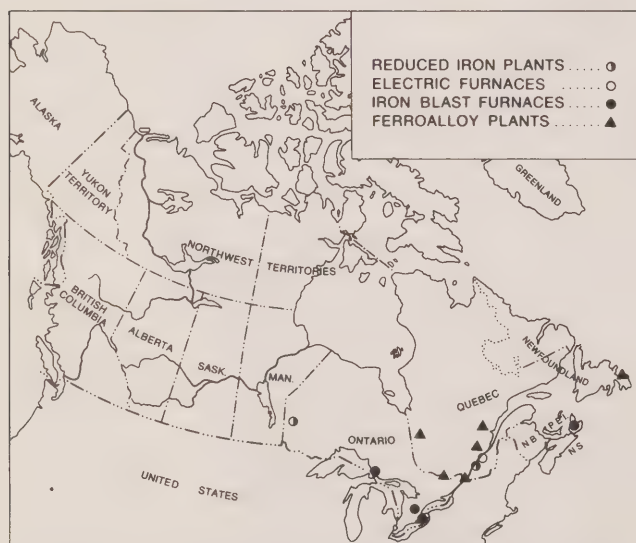 REDUCED IRON PLANTS.....
ELECTRIC FURNACES........
IRON BLAST FURNACES.....
FERROALLOY PLANTS......
ALASKA
YUKON
TERRITORY
GREENLAND
NORTHWEST TERRITORIES
BRITISH
COLUMBIA
ALBERTA
SASK.
MAN.
NEWFOUNDLAND
QUEBEC
ONTARIO
P.E.I.
N B
N S
UNITED STATES